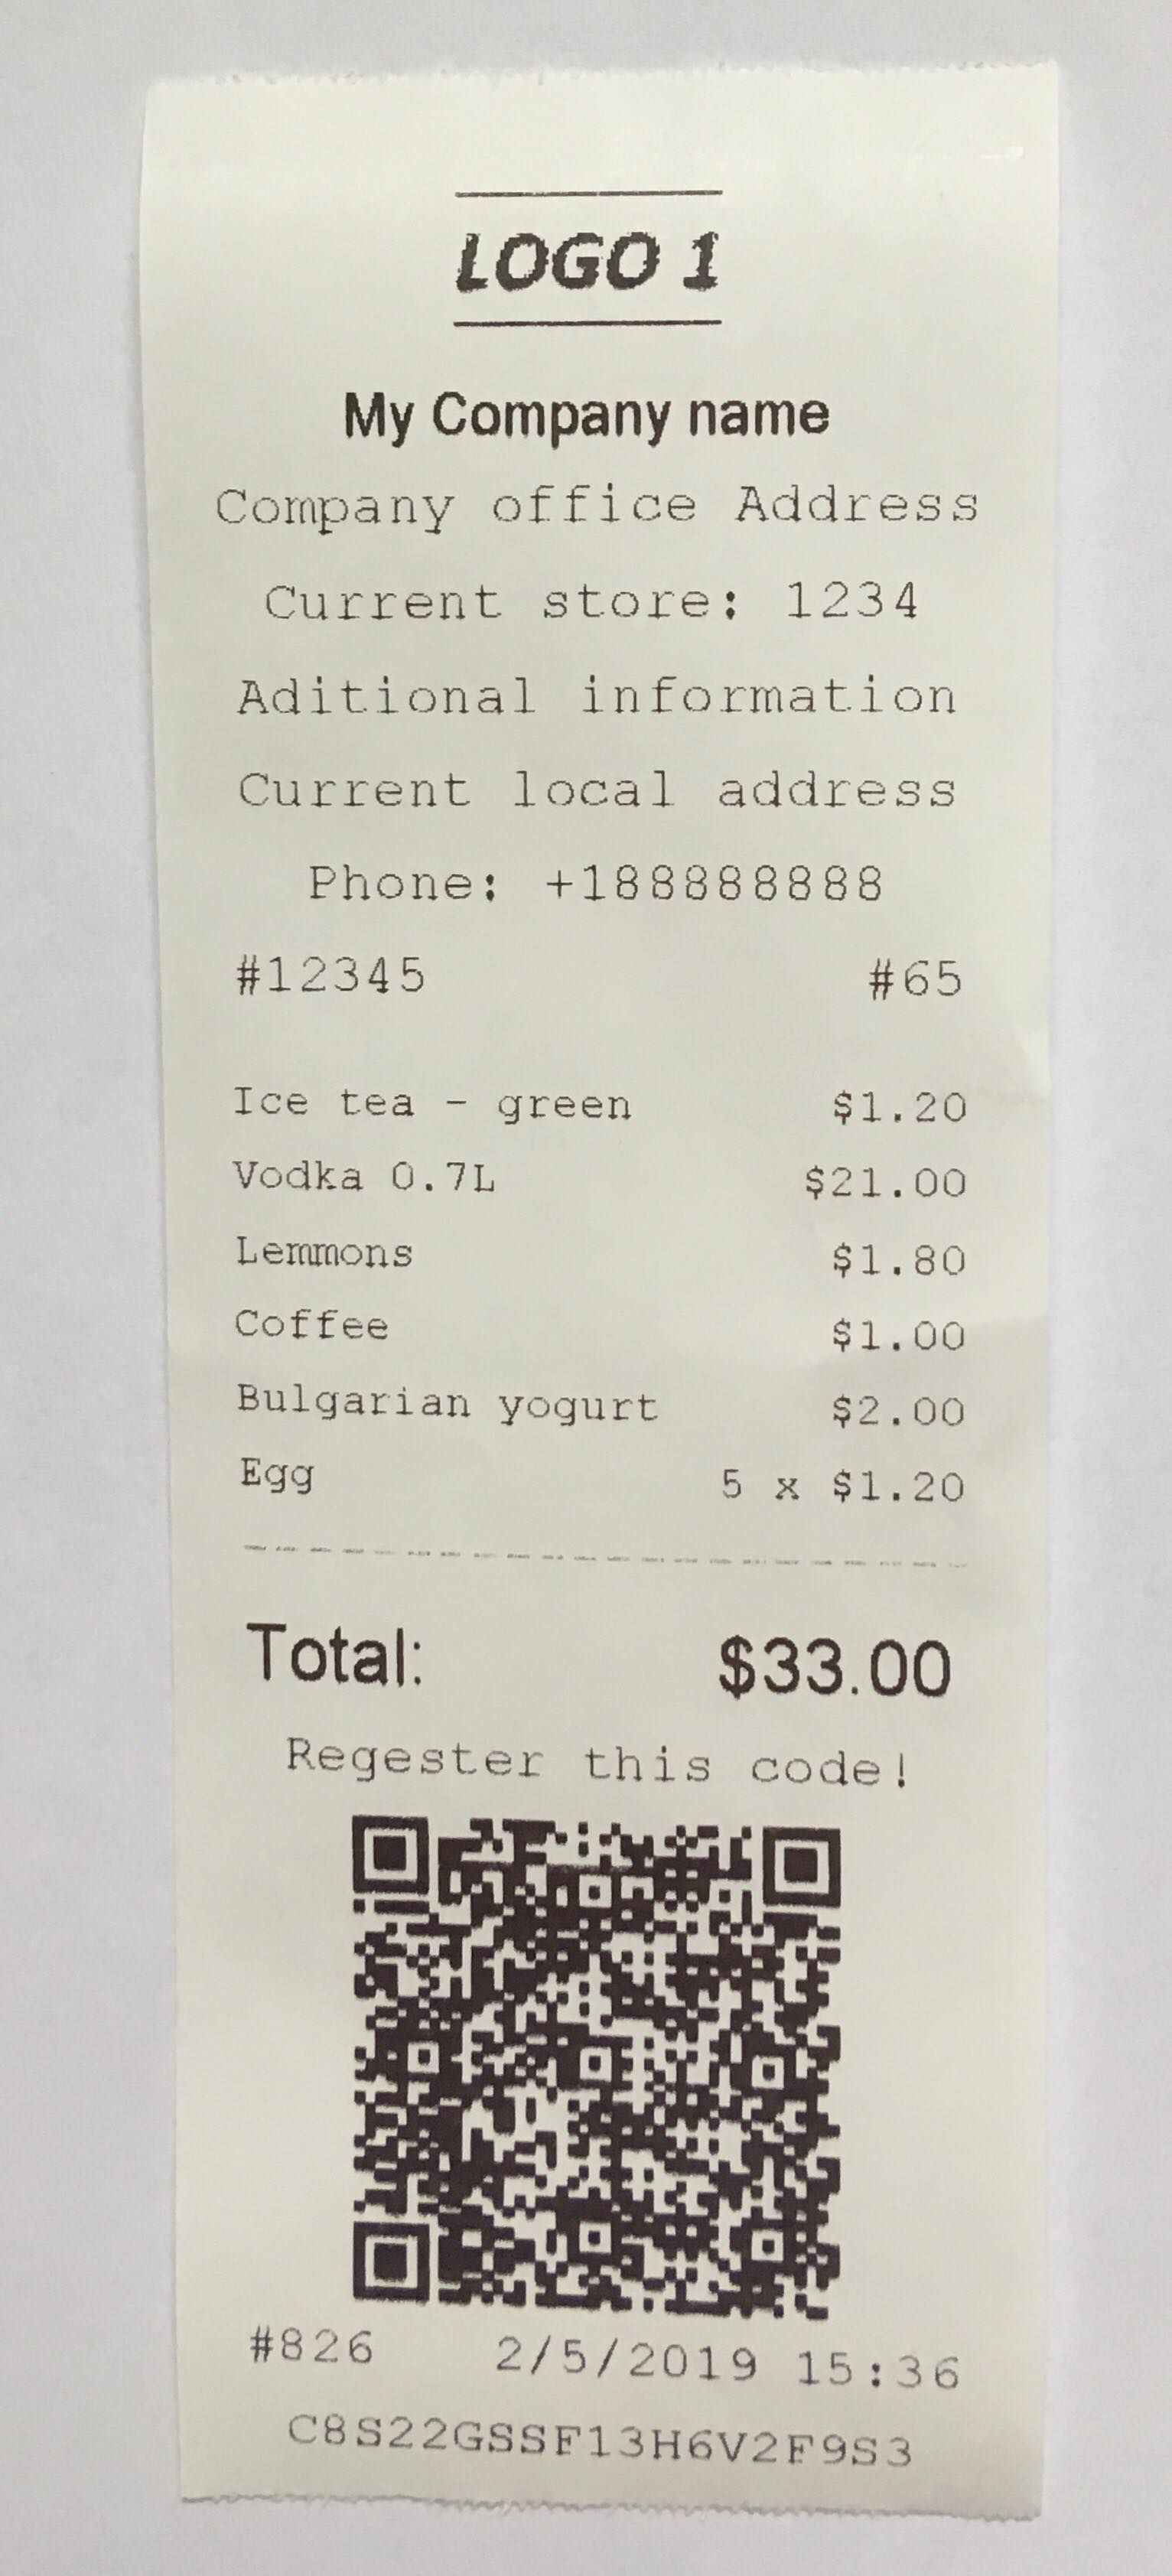 LOGO 1
My Company name
Company office Address
Current store: 1234
Aditional information
Current local address
Phone: +188888888
#12345 #65
Ice tea - green $1.20
Vodka 0.7L $21.00
Lemmons $1.80
Coffee $1.00
Bulgarian yogurt $2.00
Egg 5 x $1.20
Total: $33.00
Regester this code!
#826 2/5/2019 15:36
C8S22GSSF13H6V2F9S3